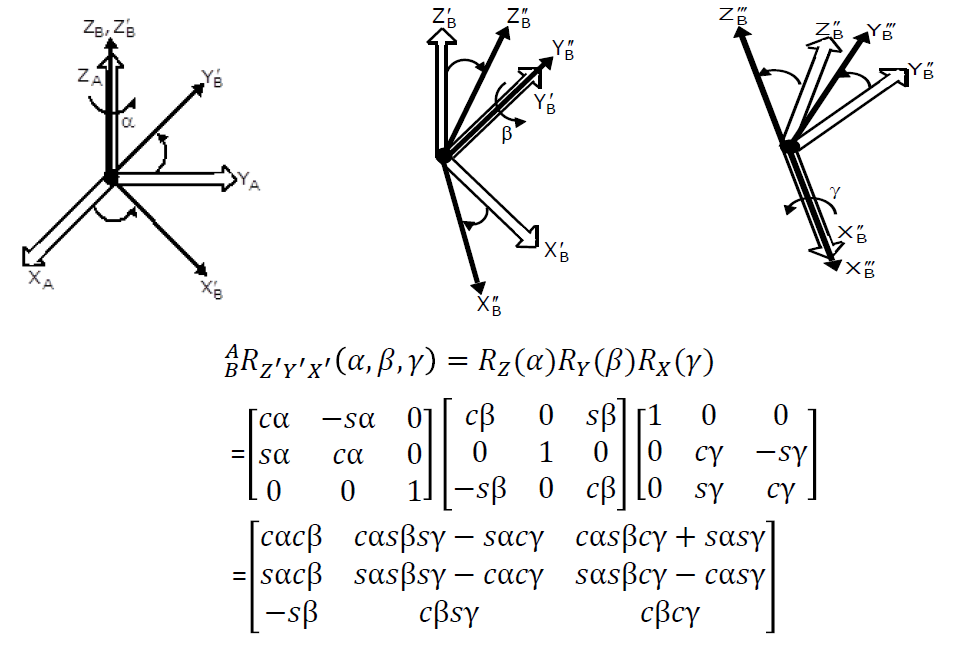 Z_B, Z′_B
Z_A
α
Y′_B
Y_A
X_A
X′_B
Z′_B
Z″_B
Y″_B
Y′_B
β
X′_B
X″_B
Z‴_B
Z″_B
Y‴_B
Y″_B
γ
X″_B
X‴_B
^A_B R_{Z′Y′X′}(α, β, γ) = R_Z(α)R_Y(β)R_X(γ)
= [cα −sα 0; sα cα 0; 0 0 1] [cβ 0 sβ; 0 1 0; −sβ 0 cβ] [1 0 0; 0 cγ −sγ; 0 sγ cγ]
= [cαcβ cαsβsγ − sαcγ cαsβcγ + sαsγ; sαcβ sαsβsγ − cαcγ sαsβcγ − cαsγ; −sβ cβsγ cβcγ]